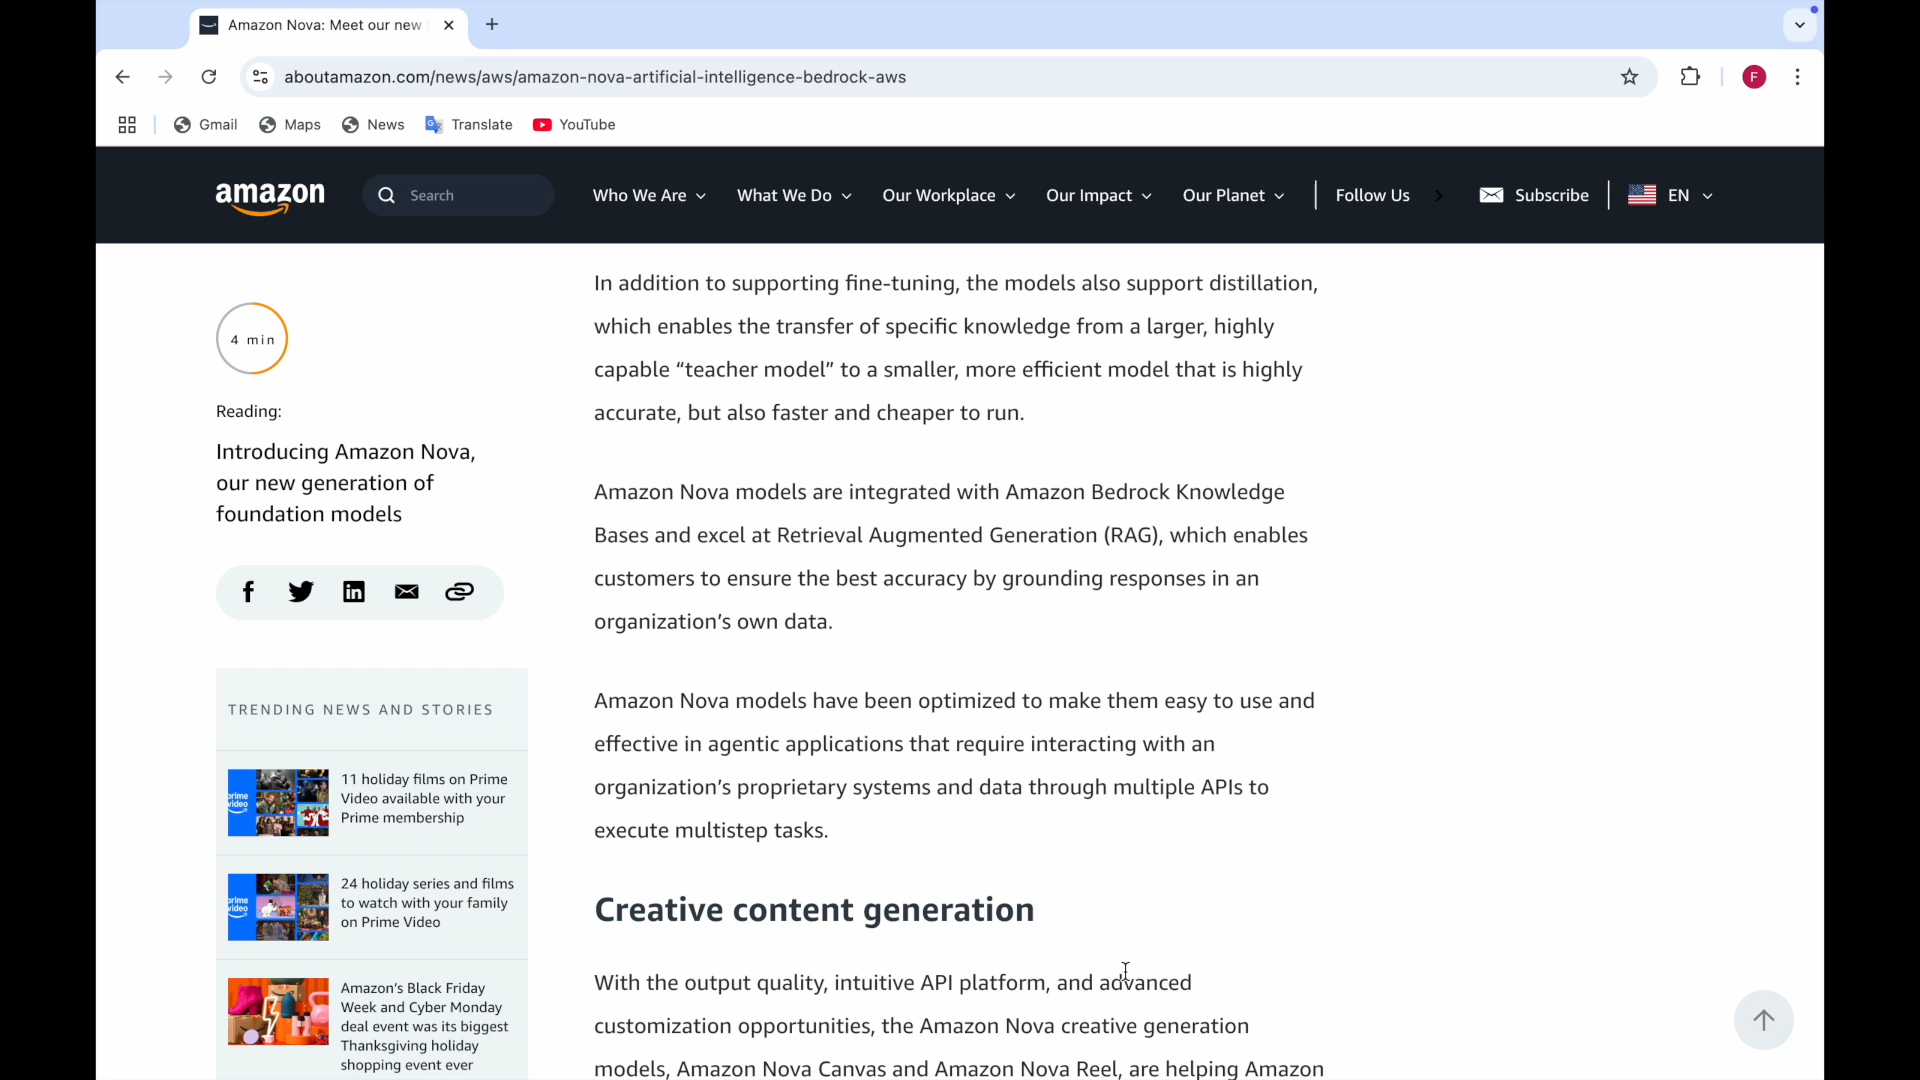 Amazon Nova: Meet our new
aboutamazon.com/news/aws/amazon-nova-artificial-intelligence-bedrock-aws
F
Gmail
Maps
News
Translate
YouTube
amazon
Search
Who We Are
What We Do
Our Workplace
Our Impact
Our Planet
Follow Us
Subscribe
EN
4 min
Reading:
Introducing Amazon Nova,
our new generation of
foundation models
TRENDING NEWS AND STORIES
prime
video
11 holiday films on Prime
Video available with your
Prime membership
prime
video
24 holiday series and films
to watch with your family
on Prime Video
Amazon’s Black Friday
Week and Cyber Monday
deal event was its biggest
Thanksgiving holiday
shopping event ever
In addition to supporting fine-tuning, the models also support distillation,
which enables the transfer of specific knowledge from a larger, highly
capable “teacher model” to a smaller, more efficient model that is highly
accurate, but also faster and cheaper to run.
Amazon Nova models are integrated with Amazon Bedrock Knowledge
Bases and excel at Retrieval Augmented Generation (RAG), which enables
customers to ensure the best accuracy by grounding responses in an
organization’s own data.
Amazon Nova models have been optimized to make them easy to use and
effective in agentic applications that require interacting with an
organization’s proprietary systems and data through multiple APIs to
execute multistep tasks.
Creative content generation
With the output quality, intuitive API platform, and advanced
customization opportunities, the Amazon Nova creative generation
models, Amazon Nova Canvas and Amazon Nova Reel, are helping Amazon